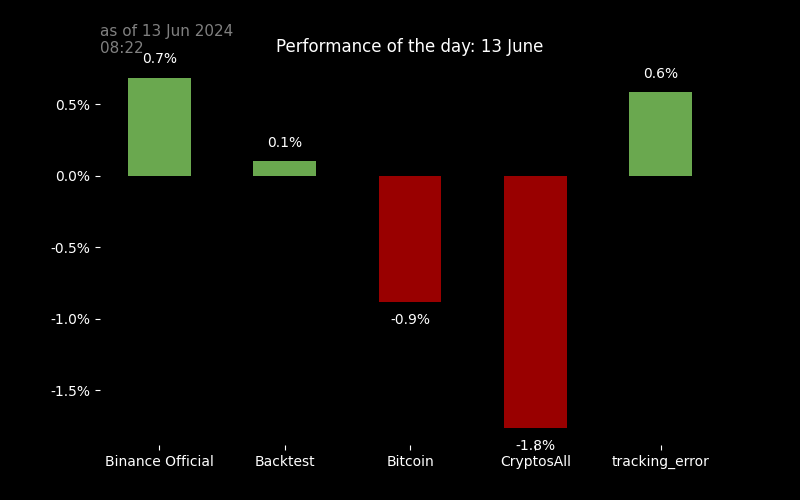 as of 13 Jun 2024
08:22
Performance of the day: 13 June
0.7%
0.6%
0.5%
0.1%
0.0%
-0.5%
-1.0%
-0.9%
-1.5%
-1.8%
Binance Official
Backtest
Bitcoin
CryptosAll
tracking_error